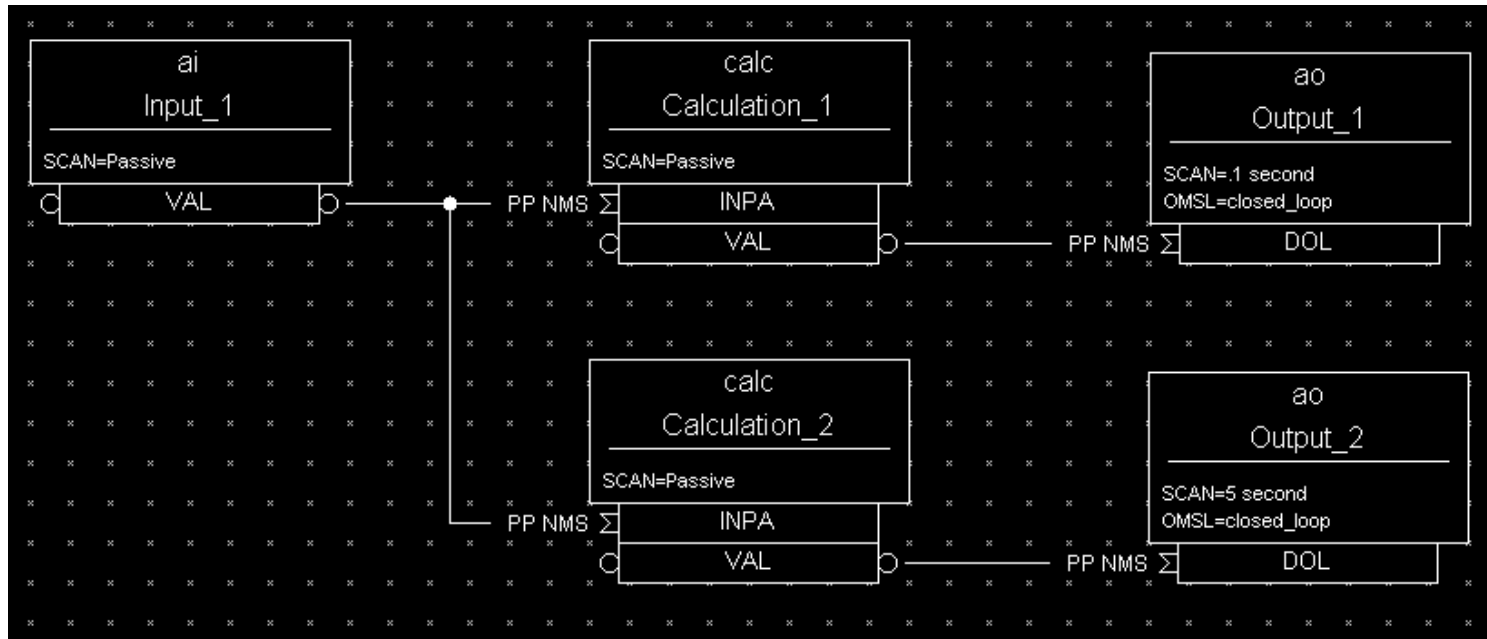 ai
Input_1
SCAN=Passive
VAL
calc
Calculation_1
SCAN=Passive
PP NMS INPA
VAL
ao
Output_1
SCAN=.1 second
OMSL=closed_loop
PP NMS DOL
calc
Calculation_2
SCAN=Passive
PP NMS INPA
VAL
ao
Output_2
SCAN=5 second
OMSL=closed_loop
PP NMS DOL